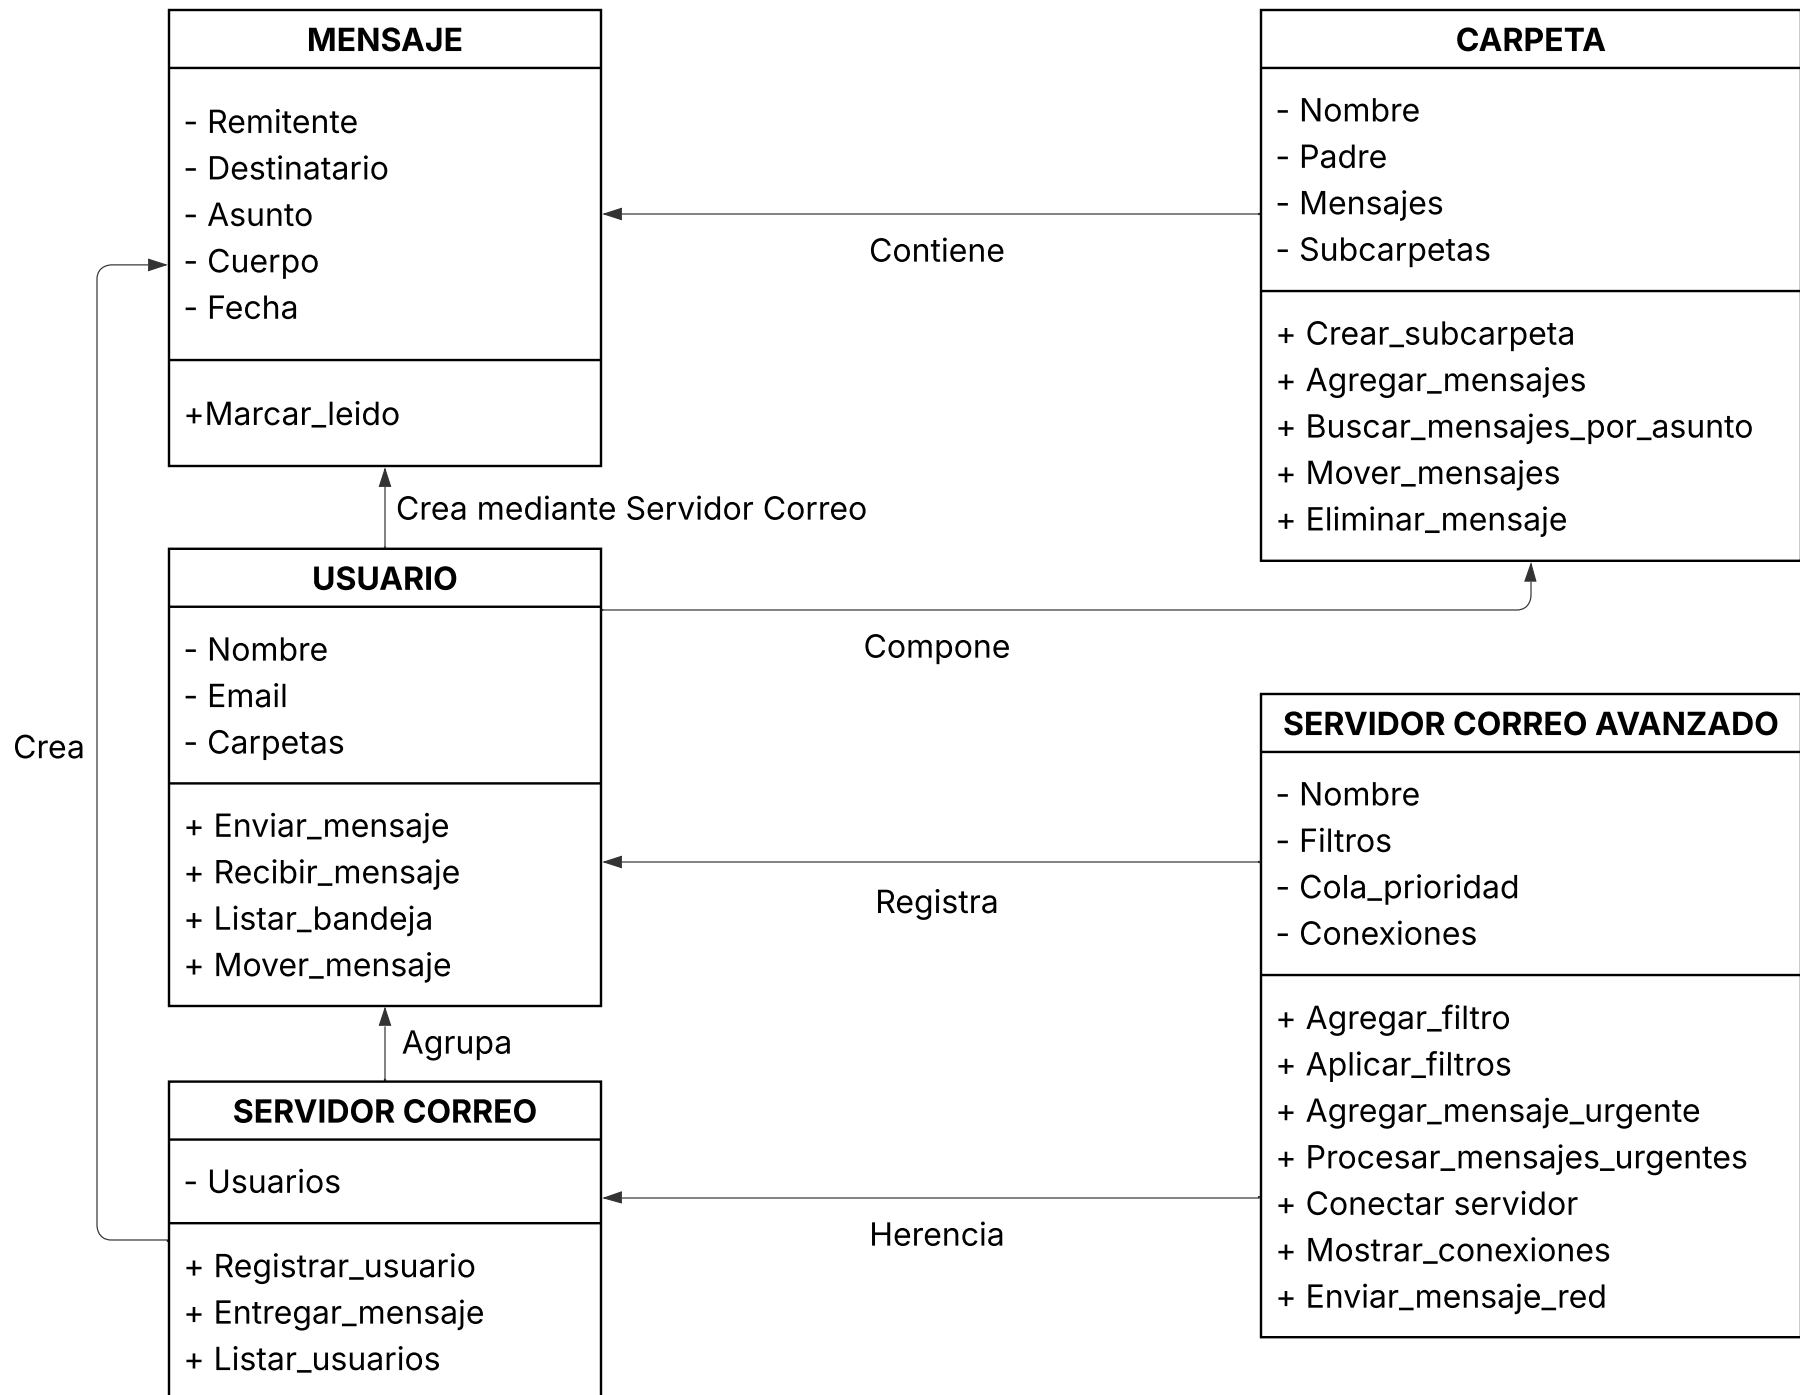 MENSAJE
- Remitente
- Destinatario
- Asunto
- Cuerpo
- Fecha
+Marcar_leido
CARPETA
- Nombre
- Padre
- Mensajes
- Subcarpetas
+ Crear_subcarpeta
+ Agregar_mensajes
+ Buscar_mensajes_por_asunto
+ Mover_mensajes
+ Eliminar_mensaje
Contiene
Crea mediante Servidor Correo
USUARIO
- Nombre
- Email
- Carpetas
+ Enviar_mensaje
+ Recibir_mensaje
+ Listar_bandeja
+ Mover_mensaje
Compone
Crea
SERVIDOR CORREO AVANZADO
- Nombre
- Filtros
- Cola_prioridad
- Conexiones
+ Agregar_filtro
+ Aplicar_filtros
+ Agregar_mensaje_urgente
+ Procesar_mensajes_urgentes
+ Conectar servidor
+ Mostrar_conexiones
+ Enviar_mensaje_red
Registra
Agrupa
SERVIDOR CORREO
- Usuarios
+ Registrar_usuario
+ Entregar_mensaje
+ Listar_usuarios
Herencia